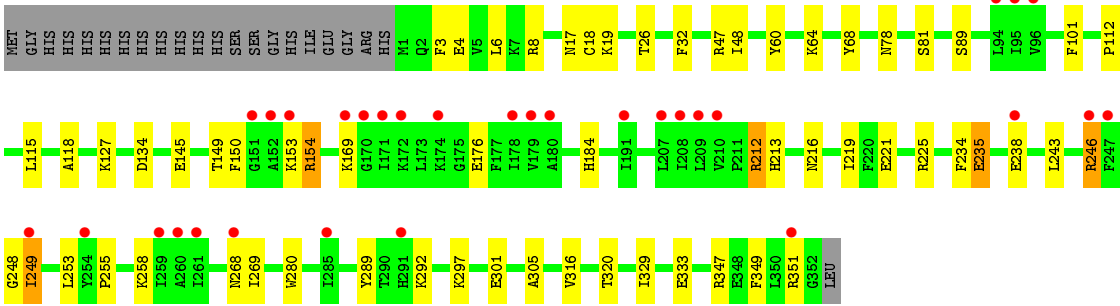 MET GLY HIS HIS HIS HIS HIS HIS HIS HIS HIS HIS SER SER GLY HIS ILE GLU GLY ARG HIS M1 Q2 F3 E4 V5 L6 K7 R8 N17 C18 K19 T26 F32 R47 I48 Y60 K64 Y68 N78 S81 S89 L94 I95 V96 F101 P112
L115 A118 K127 D134 E145 T149 F150 G151 A152 K153 R154 K169 G170 I171 K172 L173 K174 G175 E176 F177 I178 V179 A180 H184 I191 L207 I208 L209 V210 P211 R212 H213 N216 I219 F220 E221 R225 F234 E235 E238 L243 R246 F247
G248 I249 L253 Y254 P255 K258 I259 A260 I261 N268 I269 W280 I285 Y289 T290 H291 K292 K297 E301 A305 V316 T320 I329 E333 R347 E348 F349 L350 R351 G352 LEU